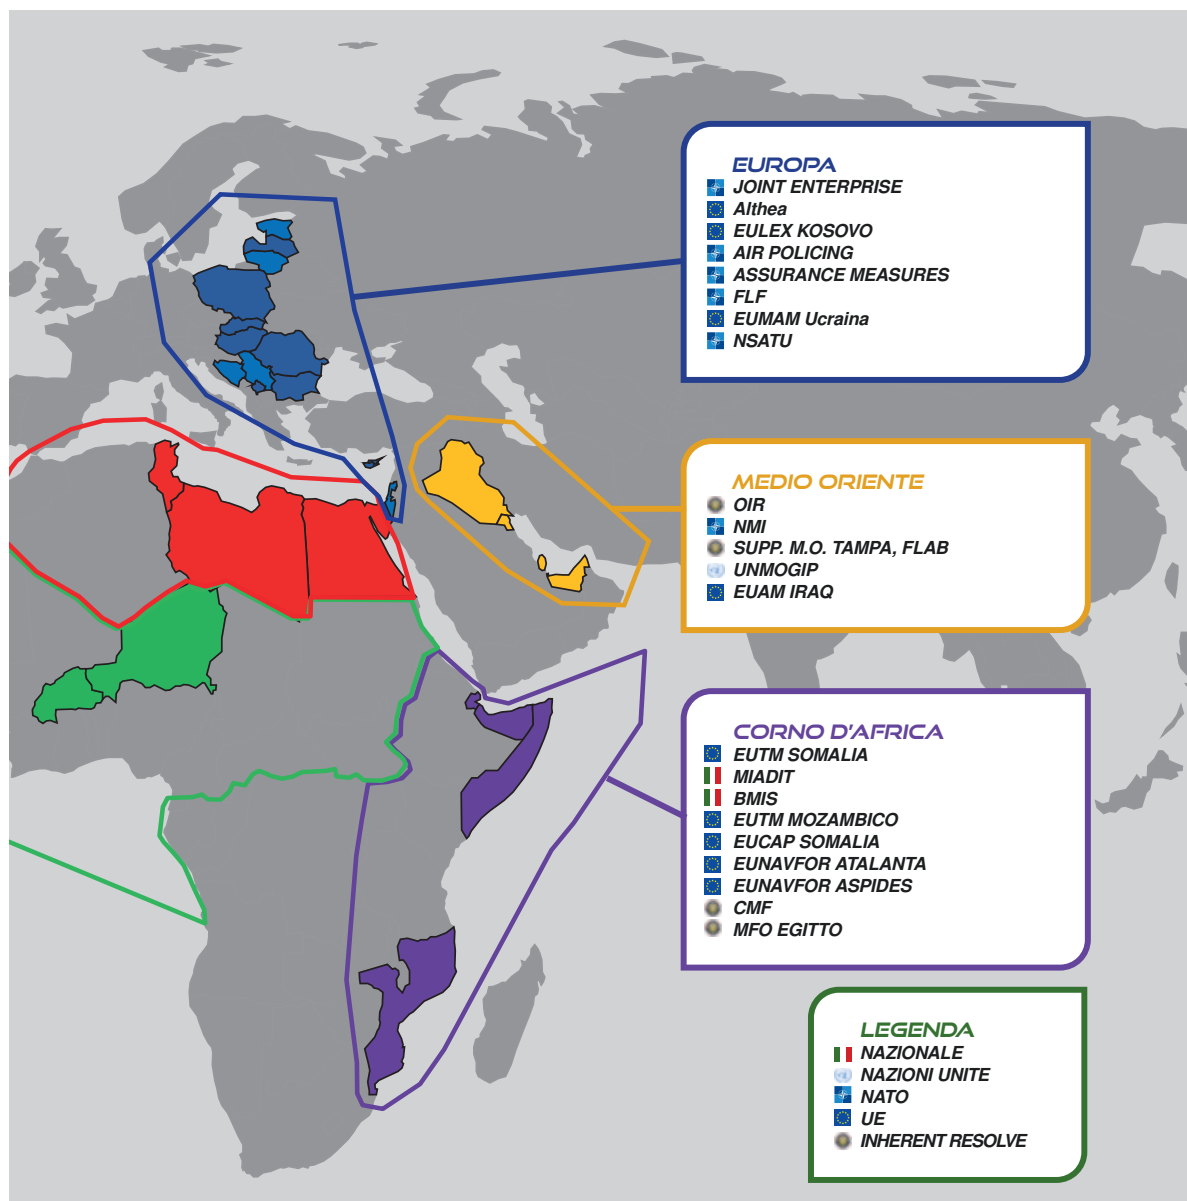 EUROPA
JOINT ENTERPRISE
Althea
EULEX KOSOVO
AIR POLICING
ASSURANCE MEASURES
FLF
EUMAM Ucraina
NSATU
MEDIO ORIENTE
OIR
NMI
SUPP. M.O. TAMPA, FLAB
UNMOGIP
EUAM IRAQ
CORNO D'AFRICA
EUTM SOMALIA
MIADIT
BMIS
EUTM MOZAMBICO
EUCAP SOMALIA
EUNAVFOR ATALANTA
EUNAVFOR ASPIDES
CMF
MFO EGITTO
LEGENDA
NAZIONALE
NAZIONI UNITE
NATO
UE
INHERENT RESOLVE